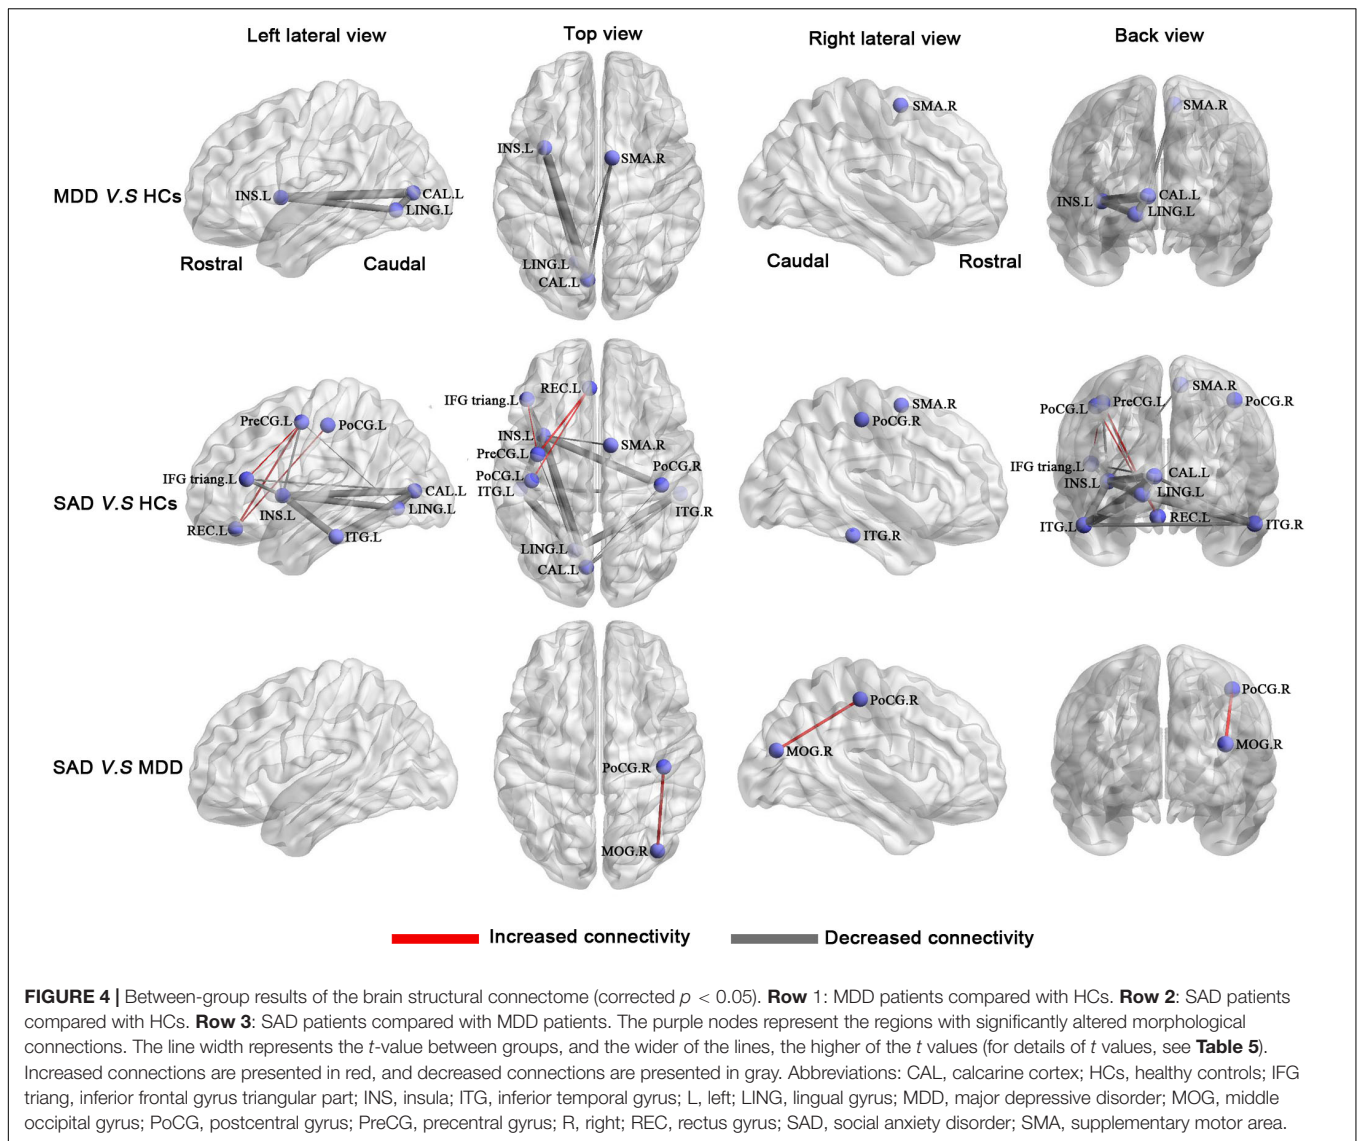 Left lateral view
Top view
Right lateral view
Back view
MDD V.S HCs
INS.L
CAL.L
LING.L
Rostral
Caudal
INS.L
SMA.R
LING.L
CAL.L
SMA.R
Caudal
Rostral
SMA.R
INS.L
CAL.L
LING.L
SAD V.S HCs
PreCG.L
PoCG.L
IFG triang.L
INS.L
CAL.L
LING.L
REC.L
ITG.L
REC.L
IFG triang.L
INS.L
SMA.R
PreCG.L
PoCG.L
PoCG.R
ITG.L
ITG.R
LING.L
CAL.L
SMA.R
PoCG.R
ITG.R
SMA.R
PoCG.L
PreCG.L
PoCG.R
IFG triang.L
CAL.L
INS.L
LING.L
REC.L
ITG.L
ITG.R
SAD V.S MDD
PoCG.R
MOG.R
PoCG.R
MOG.R
PoCG.R
MOG.R
Increased connectivity
Decreased connectivity
FIGURE 4 | Between-group results of the brain structural connectome (corrected p < 0.05). Row 1: MDD patients compared with HCs. Row 2: SAD patients
compared with HCs. Row 3: SAD patients compared with MDD patients. The purple nodes represent the regions with significantly altered morphological
connections. The line width represents the t-value between groups, and the wider of the lines, the higher of the t values (for details of t values, see Table 5).
Increased connections are presented in red, and decreased connections are presented in gray. Abbreviations: CAL, calcarine cortex; HCs, healthy controls; IFG
triang, inferior frontal gyrus triangular part; INS, insula; ITG, inferior temporal gyrus; L, left; LING, lingual gyrus; MDD, major depressive disorder; MOG, middle
occipital gyrus; PoCG, postcentral gyrus; PreCG, precentral gyrus; R, right; REC, rectus gyrus; SAD, social anxiety disorder; SMA, supplementary motor area.